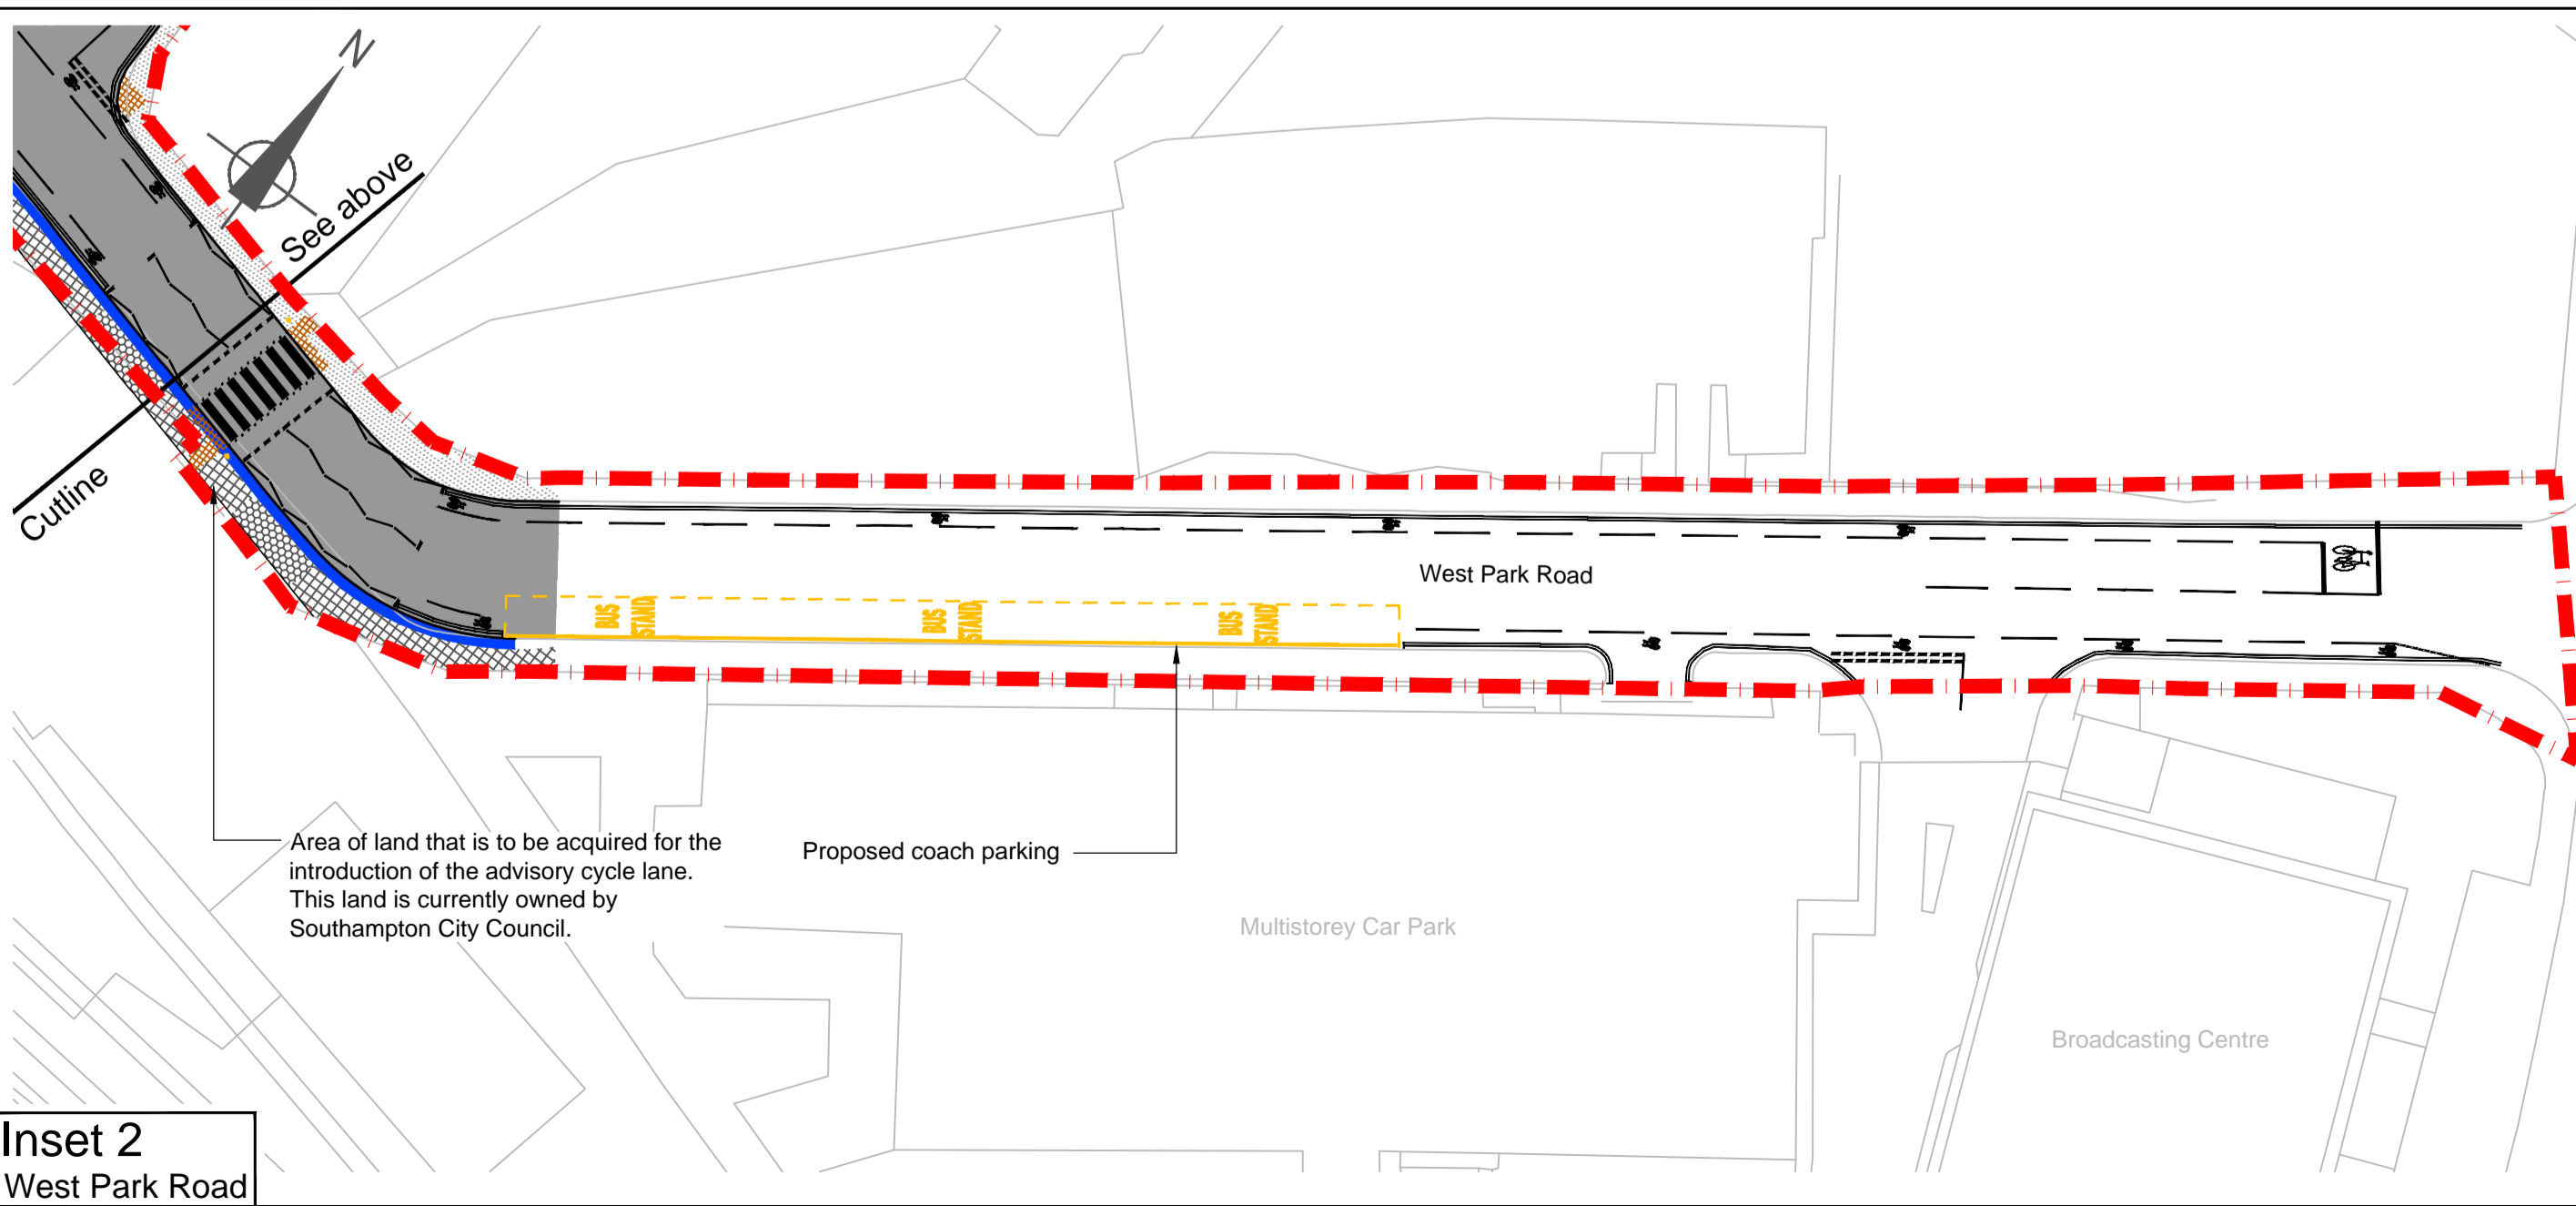 N
See above
Cutline
West Park Road
BUS
STAND
BUS
STAND
BUS
STAND
Area of land that is to be acquired for the
introduction of the advisory cycle lane.
This land is currently owned by
Southampton City Council.
Proposed coach parking
Multistorey Car Park
Broadcasting Centre
Inset 2
West Park Road